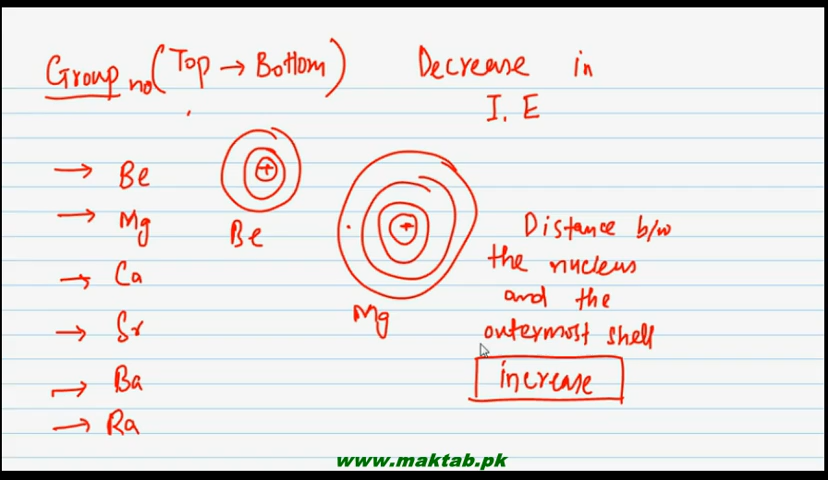 Group no (Top → Bottom)
Decrease in
I. E
→ Be
→ Mg
→ Ca
→ Sr
→ Ba
→ Ra
+
Be
+
Mg
Distance b/w
the nucleus
and the
outermost shell
increase
www.maktab.pk